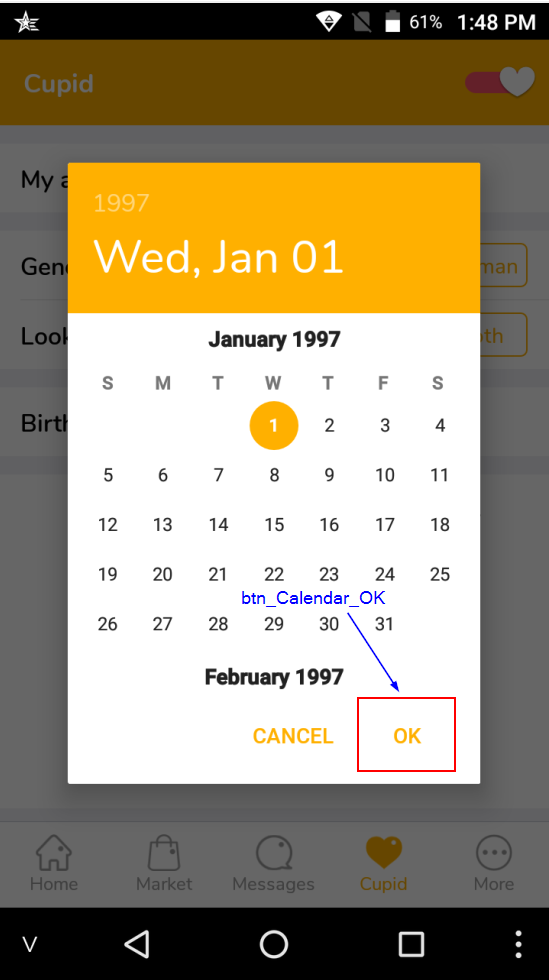 61% 1:48 PM
Cupid
My a
1997
Wed, Jan 01
Gen
man
January 1997
Look
oth
S M T W T F S
1 2 3 4
Birth
5 6 7 8 9 10 11
12 13 14 15 16 17 18
19 20 21 22 23 24 25
btn_Calendar_OK
26 27 28 29 30 31
February 1997
CANCEL OK
Home Market Messages Cupid More